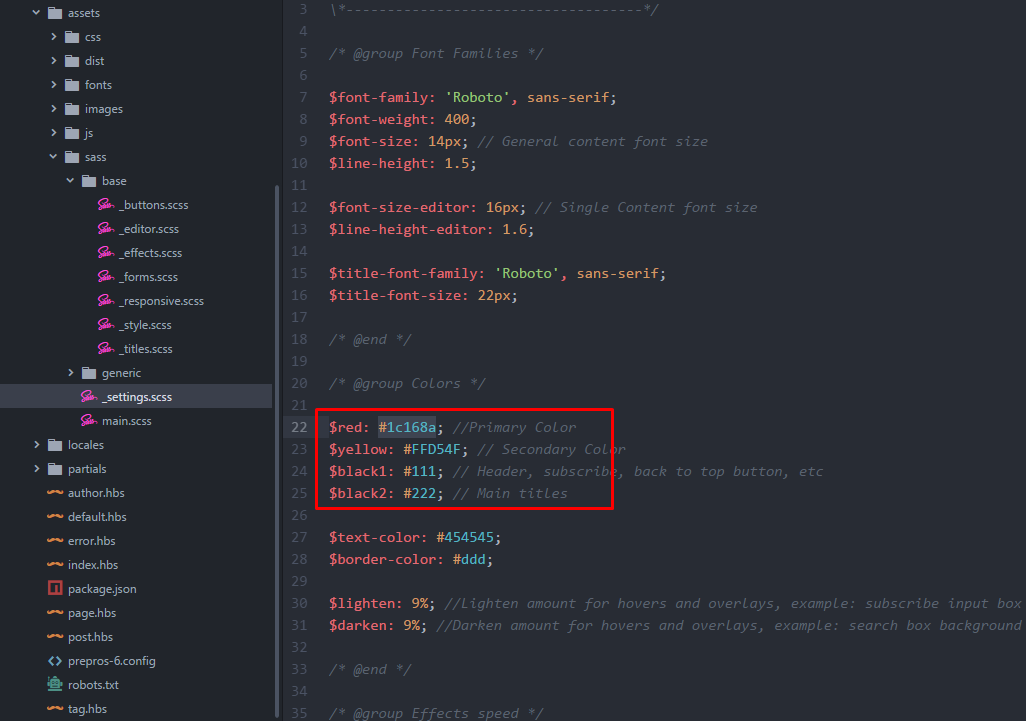 assets
css
dist
fonts
images
js
sass
base
_buttons.scss
_editor.scss
_effects.scss
_forms.scss
_responsive.scss
_style.scss
_titles.scss
generic
_settings.scss
main.scss
locales
partials
author.hbs
default.hbs
error.hbs
index.hbs
package.json
page.hbs
post.hbs
prepros-6.config
robots.txt
tag.hbs
3 \*------------------------------------*/
4
5 /* @group Font Families */
6
7 $font-family: 'Roboto', sans-serif;
8 $font-weight: 400;
9 $font-size: 14px; // General content font size
10 $line-height: 1.5;
11
12 $font-size-editor: 16px; // Single Content font size
13 $line-height-editor: 1.6;
14
15 $title-font-family: 'Roboto', sans-serif;
16 $title-font-size: 22px;
17
18 /* @end */
19
20 /* @group Colors */
21
22 $red: #1c168a; //Primary Color
23 $yellow: #FFD54F; // Secondary Color
24 $black1: #111; // Header, subscribe, back to top button, etc
25 $black2: #222; // Main titles
26
27 $text-color: #454545;
28 $border-color: #ddd;
29
30 $lighten: 9%; //Lighten amount for hovers and overlays, example: subscribe input box
31 $darken: 9%; //Darken amount for hovers and overlays, example: search box background
32
33 /* @end */
34
35 /* @group Effects speed */